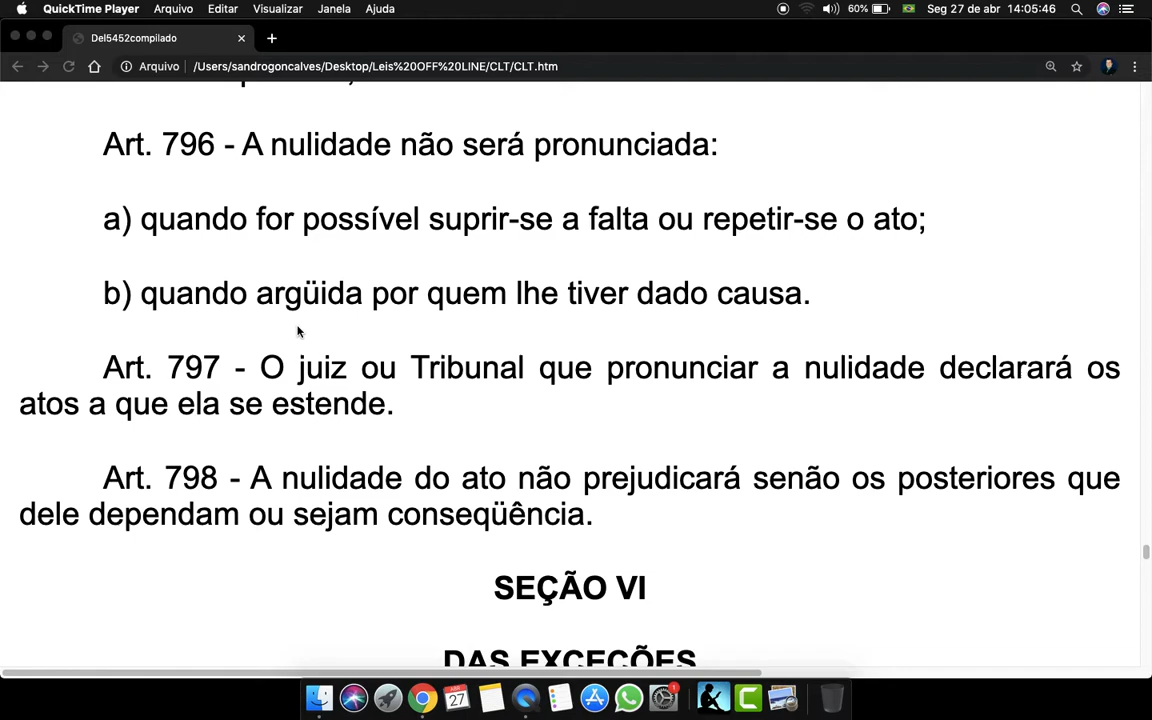 QuickTime Player Arquivo Editar Visualizar Janela Ajuda 60% Seg 27 de abr 14:05:46
Del5452compilado
Arquivo /Users/sandrogoncalves/Desktop/Leis%20OFF%20LINE/CLT/CLT.htm
Art. 796 - A nulidade não será pronunciada:
a) quando for possível suprir-se a falta ou repetir-se o ato;
b) quando argüida por quem lhe tiver dado causa.
Art. 797 - O juiz ou Tribunal que pronunciar a nulidade declarará os
atos a que ela se estende.
Art. 798 - A nulidade do ato não prejudicará senão os posteriores que
dele dependam ou sejam conseqüência.
SEÇÃO VI
DAS EXCEÇÕES
ABR
27
1